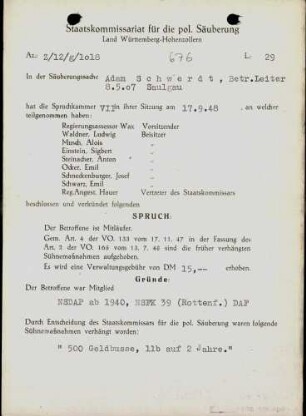 Staatskommissariat für die pol. Säuberung
Land Württemberg-Hohenzollern
Az: Z/12/g/1018 676 L 29
In der Säuberungssache: Adam Schwerdt, Betr.Leiter
8.5.07 Saulgau
hat die Spruchkammer VII in ihrer Sitzung am 17.9.48 , an welcher
teilgenommen haben:
Regierungsassessor Wax Vorsitzender
Waldner, Ludwig Beisitzer
Munsch, Alois "
Einstein, Sigbert "
Steinacher, Anton "
Ocker, Emil "
Schneckenburger, Josef "
Schwarz, Emil "
Reg.Angest. Hauer Vertreter des Staatskommissars
beschlossen und verkündet folgenden
SPRUCH:
Der Betroffene ist Mitläufer.
Gem. Art. 4 der VO. 133 vom 17. 11. 47 in der Fassung des
Art. 2 der VO. 165 vom 13. 7. 48 sind die früher verhängten
Sühnemaßnahmen aufgehoben.
Es wird eine Verwaltungsgebühr von DM 15,-- erhoben.
Gründe:
Der Betroffene war Mitglied
NSDAP ab 1940, NSFK 39 (Rottenf.) DAF
Durch Entscheidung des Staatskommissars für die pol. Säuberung waren folgende
Sühnemaßnahmen verhängt worden:
" 500 Geldbusse, 11b auf 2 Jahre."